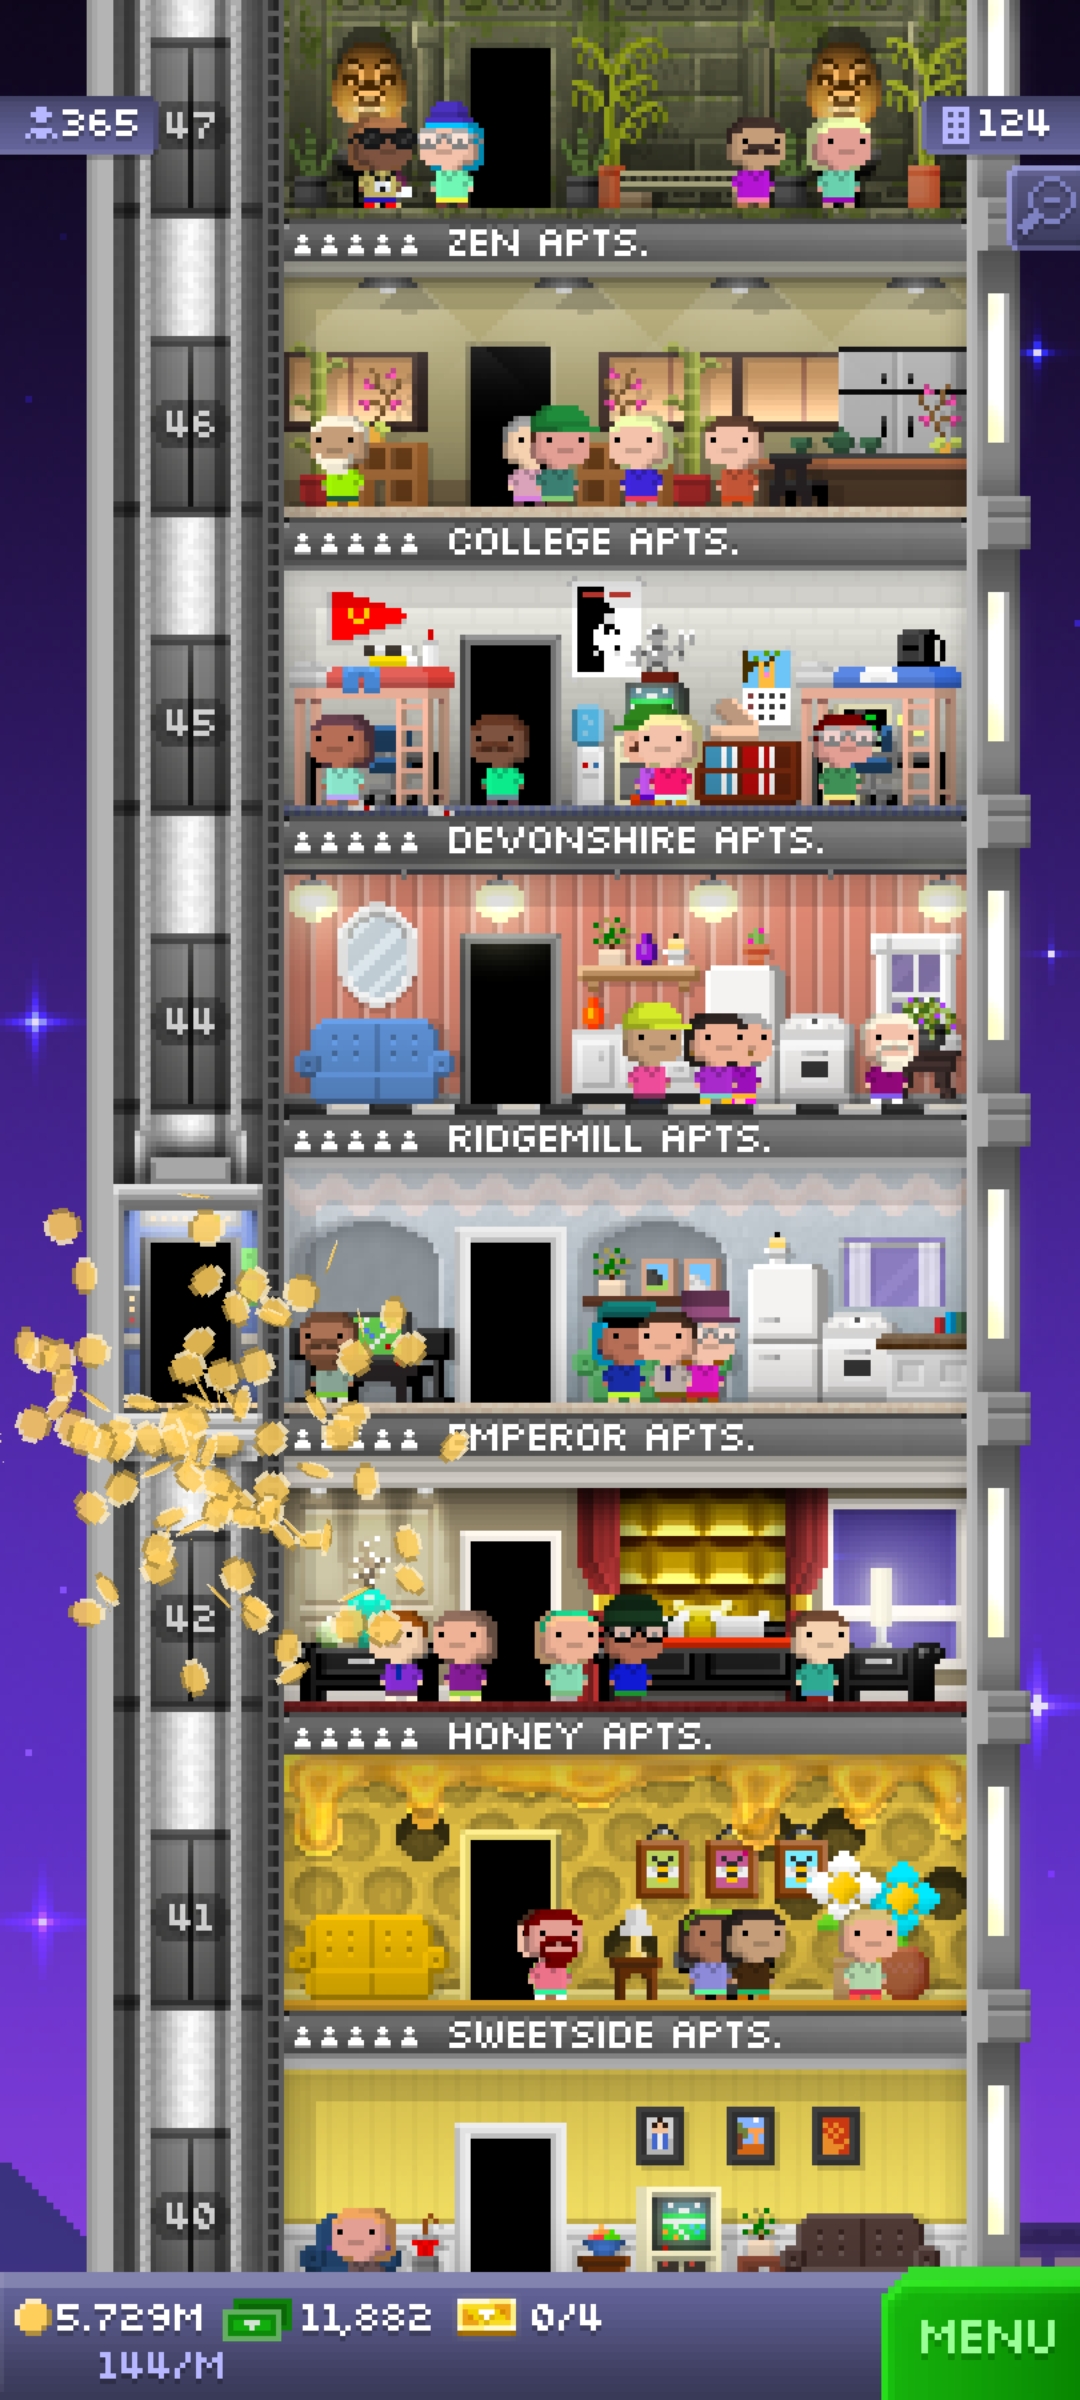 365
47
124
ZEN APTS.
46
COLLEGE APTS.
45
DEVONSHIRE APTS.
44
RIDGEMILL APTS.
EMPEROR APTS.
42
HONEY APTS.
41
SWEETSIDE APTS.
40
5.729M 11,882 0/4
144/M
MENU